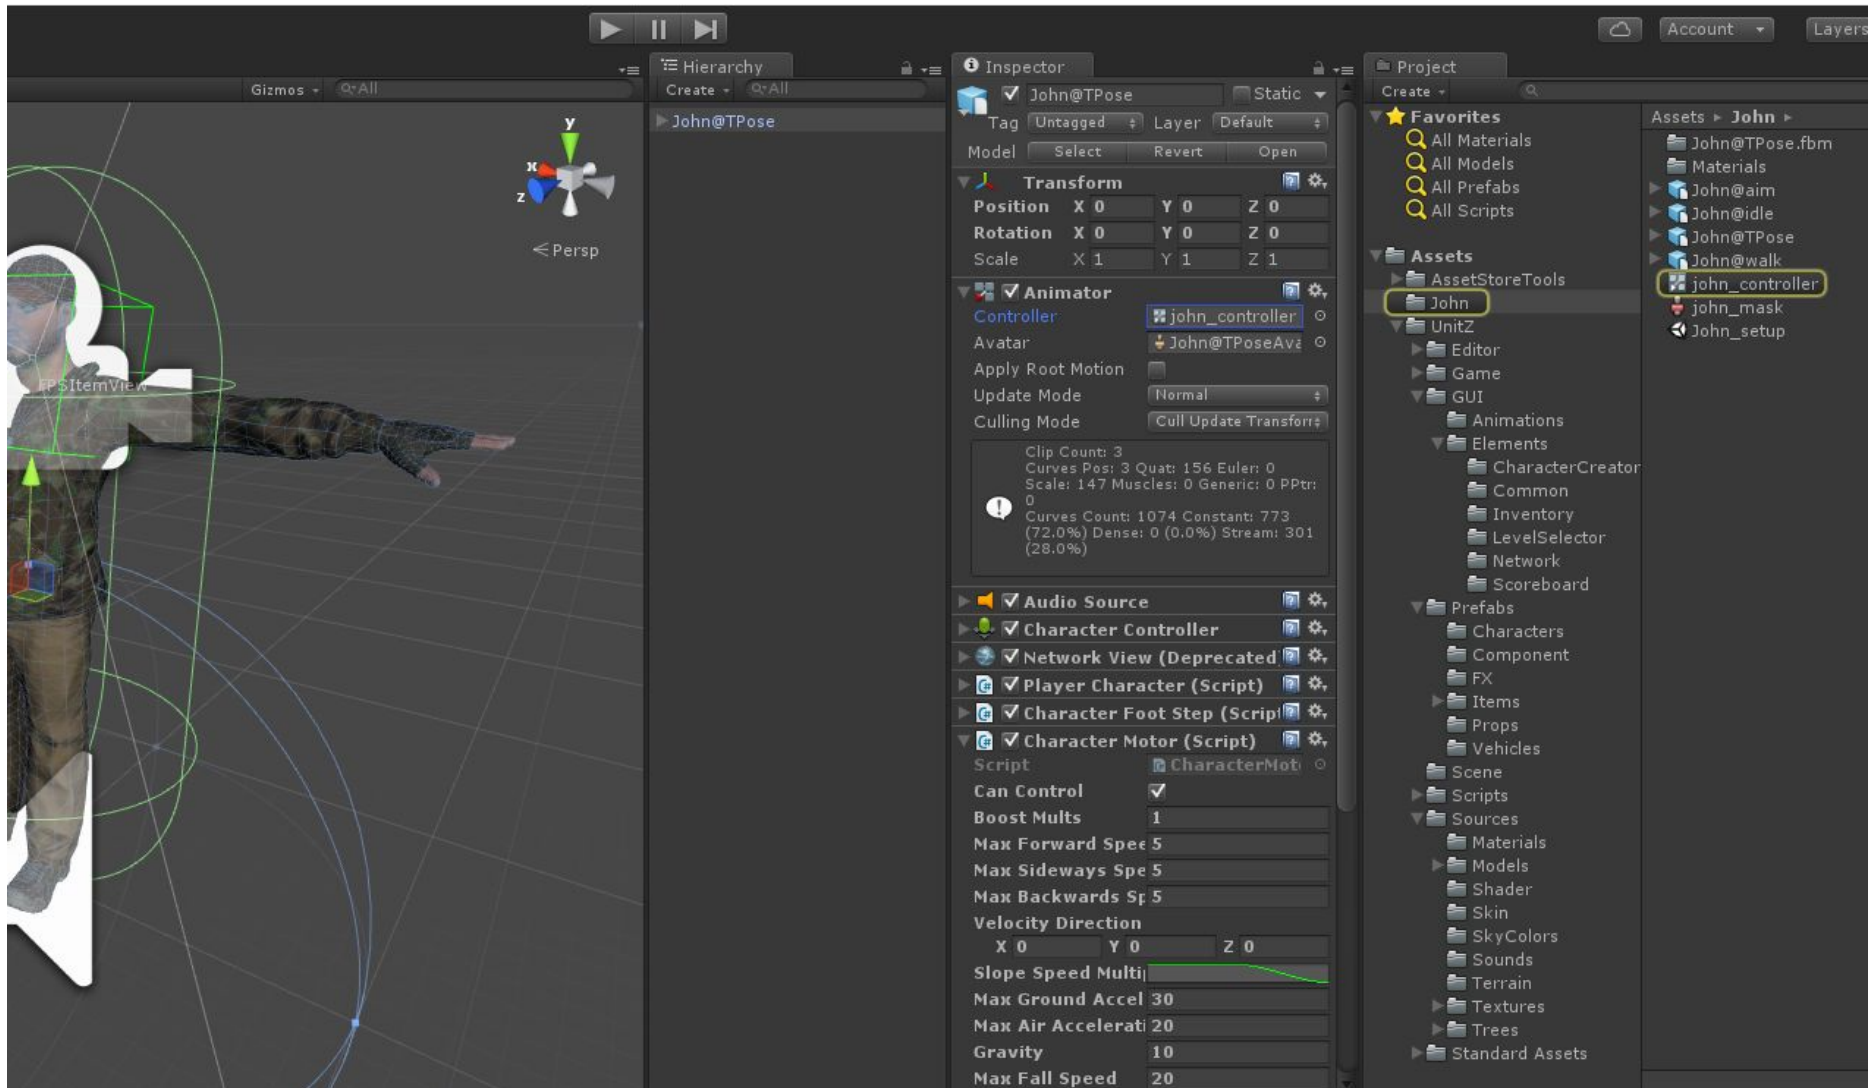 Account
Layers
Gizmos
All
y
x
z
Persp
FPSItemView
Hierarchy
Create
All
John@TPose
Inspector
John@TPose
Static
Tag Untagged Layer Default
Model Select Revert Open
Transform
Position X 0 Y 0 Z 0
Rotation X 0 Y 0 Z 0
Scale X 1 Y 1 Z 1
Animator
Controller john_controller
Avatar John@TPoseAva
Apply Root Motion
Update Mode Normal
Culling Mode Cull Update Transforr
Clip Count: 3
Curves Pos: 3 Quat: 156 Euler: 0
Scale: 147 Muscles: 0 Generic: 0 PPtr:
0
Curves Count: 1074 Constant: 773
(72.0%) Dense: 0 (0.0%) Stream: 301
(28.0%)
Audio Source
Character Controller
Network View (Deprecated
Player Character (Script)
Character Foot Step (Script
Character Motor (Script)
Script CharacterMot
Can Control
Boost Mults 1
Max Forward Spee 5
Max Sideways Spe 5
Max Backwards Sp 5
Velocity Direction
X 0 Y 0 Z 0
Slope Speed Multi
Max Ground Accel 30
Max Air Accelerati 20
Gravity 10
Max Fall Speed 20
Project
Create
Favorites
All Materials
All Models
All Prefabs
All Scripts
Assets
AssetStoreTools
John
UnitZ
Editor
Game
GUI
Animations
Elements
CharacterCreator
Common
Inventory
LevelSelector
Network
Scoreboard
Prefabs
Characters
Component
FX
Items
Props
Vehicles
Scene
Scripts
Sources
Materials
Models
Shader
Skin
SkyColors
Sounds
Terrain
Textures
Trees
Standard Assets
Assets ▸ John ▸
John@TPose.fbm
Materials
John@aim
John@idle
John@TPose
John@walk
john_controller
john_mask
John_setup